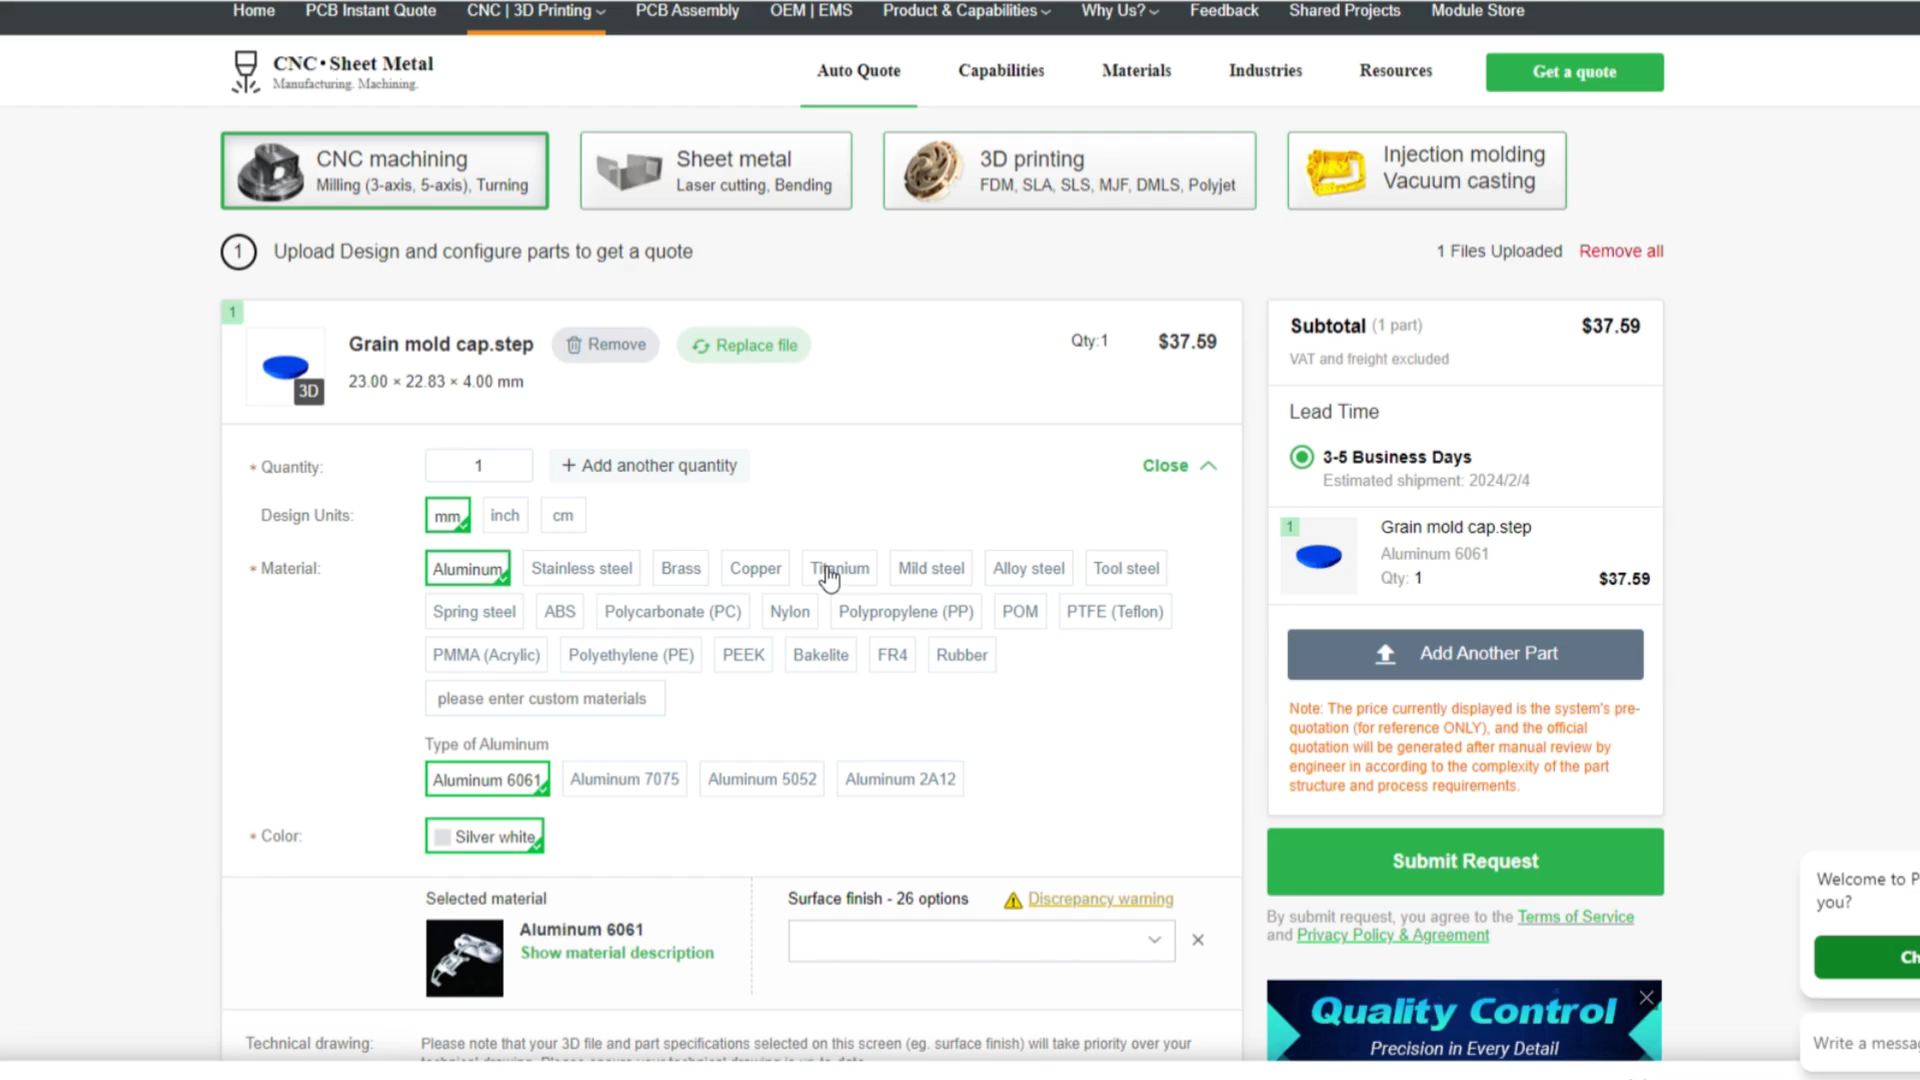 Home PCB Instant Quote CNC | 3D Printing PCB Assembly OEM | EMS Product & Capabilities Why Us? Feedback Shared Projects Module Store
CNC•Sheet Metal
Manufacturing. Machining.
Auto Quote Capabilities Materials Industries Resources Get a quote
CNC machining
Milling (3-axis, 5-axis), Turning
Sheet metal
Laser cutting, Bending
3D printing
FDM, SLA, SLS, MJF, DMLS, Polyjet
Injection molding
Vacuum casting
1 Upload Design and configure parts to get a quote
1 Files Uploaded Remove all
1
3D
Grain mold cap.step Remove Replace file Qty:1 $37.59
23.00 × 22.83 × 4.00 mm
* Quantity: 1 + Add another quantity Close
Design Units: mm inch cm
* Material: Aluminum Stainless steel Brass Copper Titanium Mild steel Alloy steel Tool steel
Spring steel ABS Polycarbonate (PC) Nylon Polypropylene (PP) POM PTFE (Teflon)
PMMA (Acrylic) Polyethylene (PE) PEEK Bakelite FR4 Rubber
please enter custom materials
Type of Aluminum
Aluminum 6061 Aluminum 7075 Aluminum 5052 Aluminum 2A12
* Color: Silver white
Selected material
Aluminum 6061
Show material description
Surface finish - 26 options Discrepancy warning
Technical drawing: Please note that your 3D file and part specifications selected on this screen (eg. surface finish) will take priority over your
Subtotal (1 part) $37.59
VAT and freight excluded
Lead Time
3-5 Business Days
Estimated shipment: 2024/2/4
1
Grain mold cap.step
Aluminum 6061
Qty: 1 $37.59
Add Another Part
Note: The price currently displayed is the system's pre-
quotation (for reference ONLY), and the official
quotation will be generated after manual review by
engineer in according to the complexity of the part
structure and process requirements.
Submit Request
By submit request, you agree to the Terms of Service
and Privacy Policy & Agreement
Quality Control
Precision in Every Detail
Welcome to P
you?
Ch
Write a messa